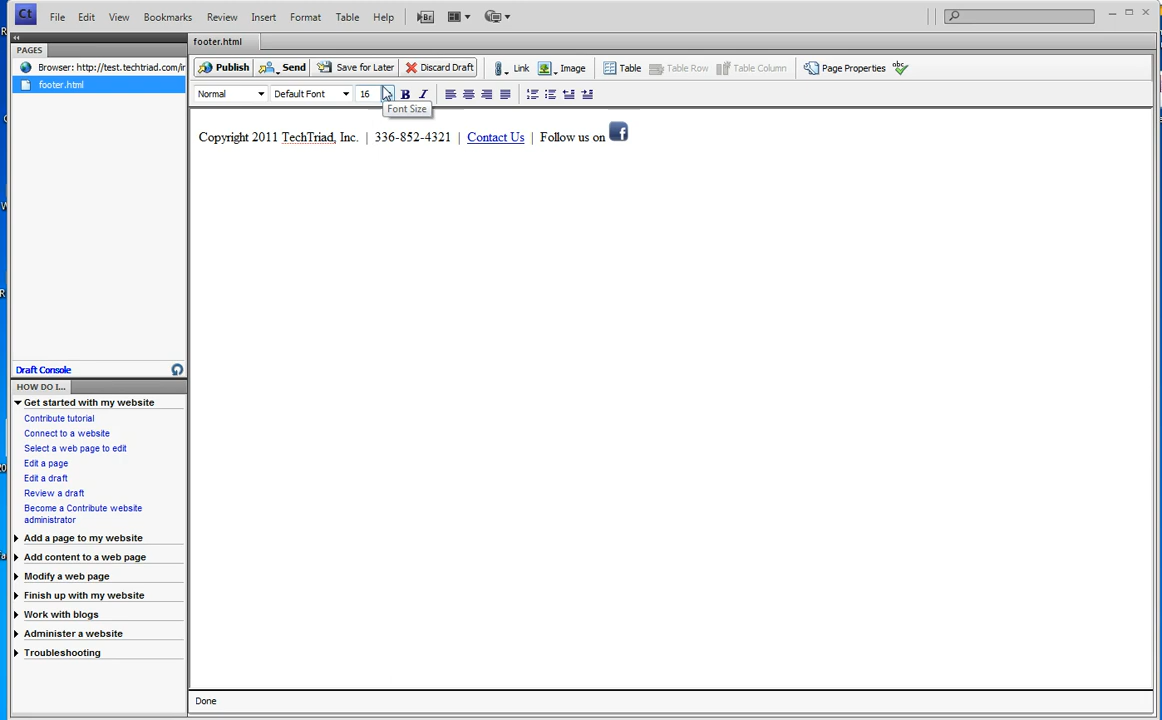 Ct File Edit View Bookmarks Review Insert Format Table Help Br
PAGES
footer.html
Browser: http://test.techtriad.com/ir
footer.html
Publish Send Save for Later Discard Draft Link Image Table Table Row Table Column Page Properties abc
Normal Default Font 16 B I
Font Size
Copyright 2011 TechTriad, Inc. | 336-852-4321 | Contact Us | Follow us on f
Draft Console
HOW DO I...
Get started with my website
Contribute tutorial
Connect to a website
Select a web page to edit
Edit a page
Edit a draft
Review a draft
Become a Contribute website
administrator
Add a page to my website
Add content to a web page
Modify a web page
Finish up with my website
Work with blogs
Administer a website
Troubleshooting
Done